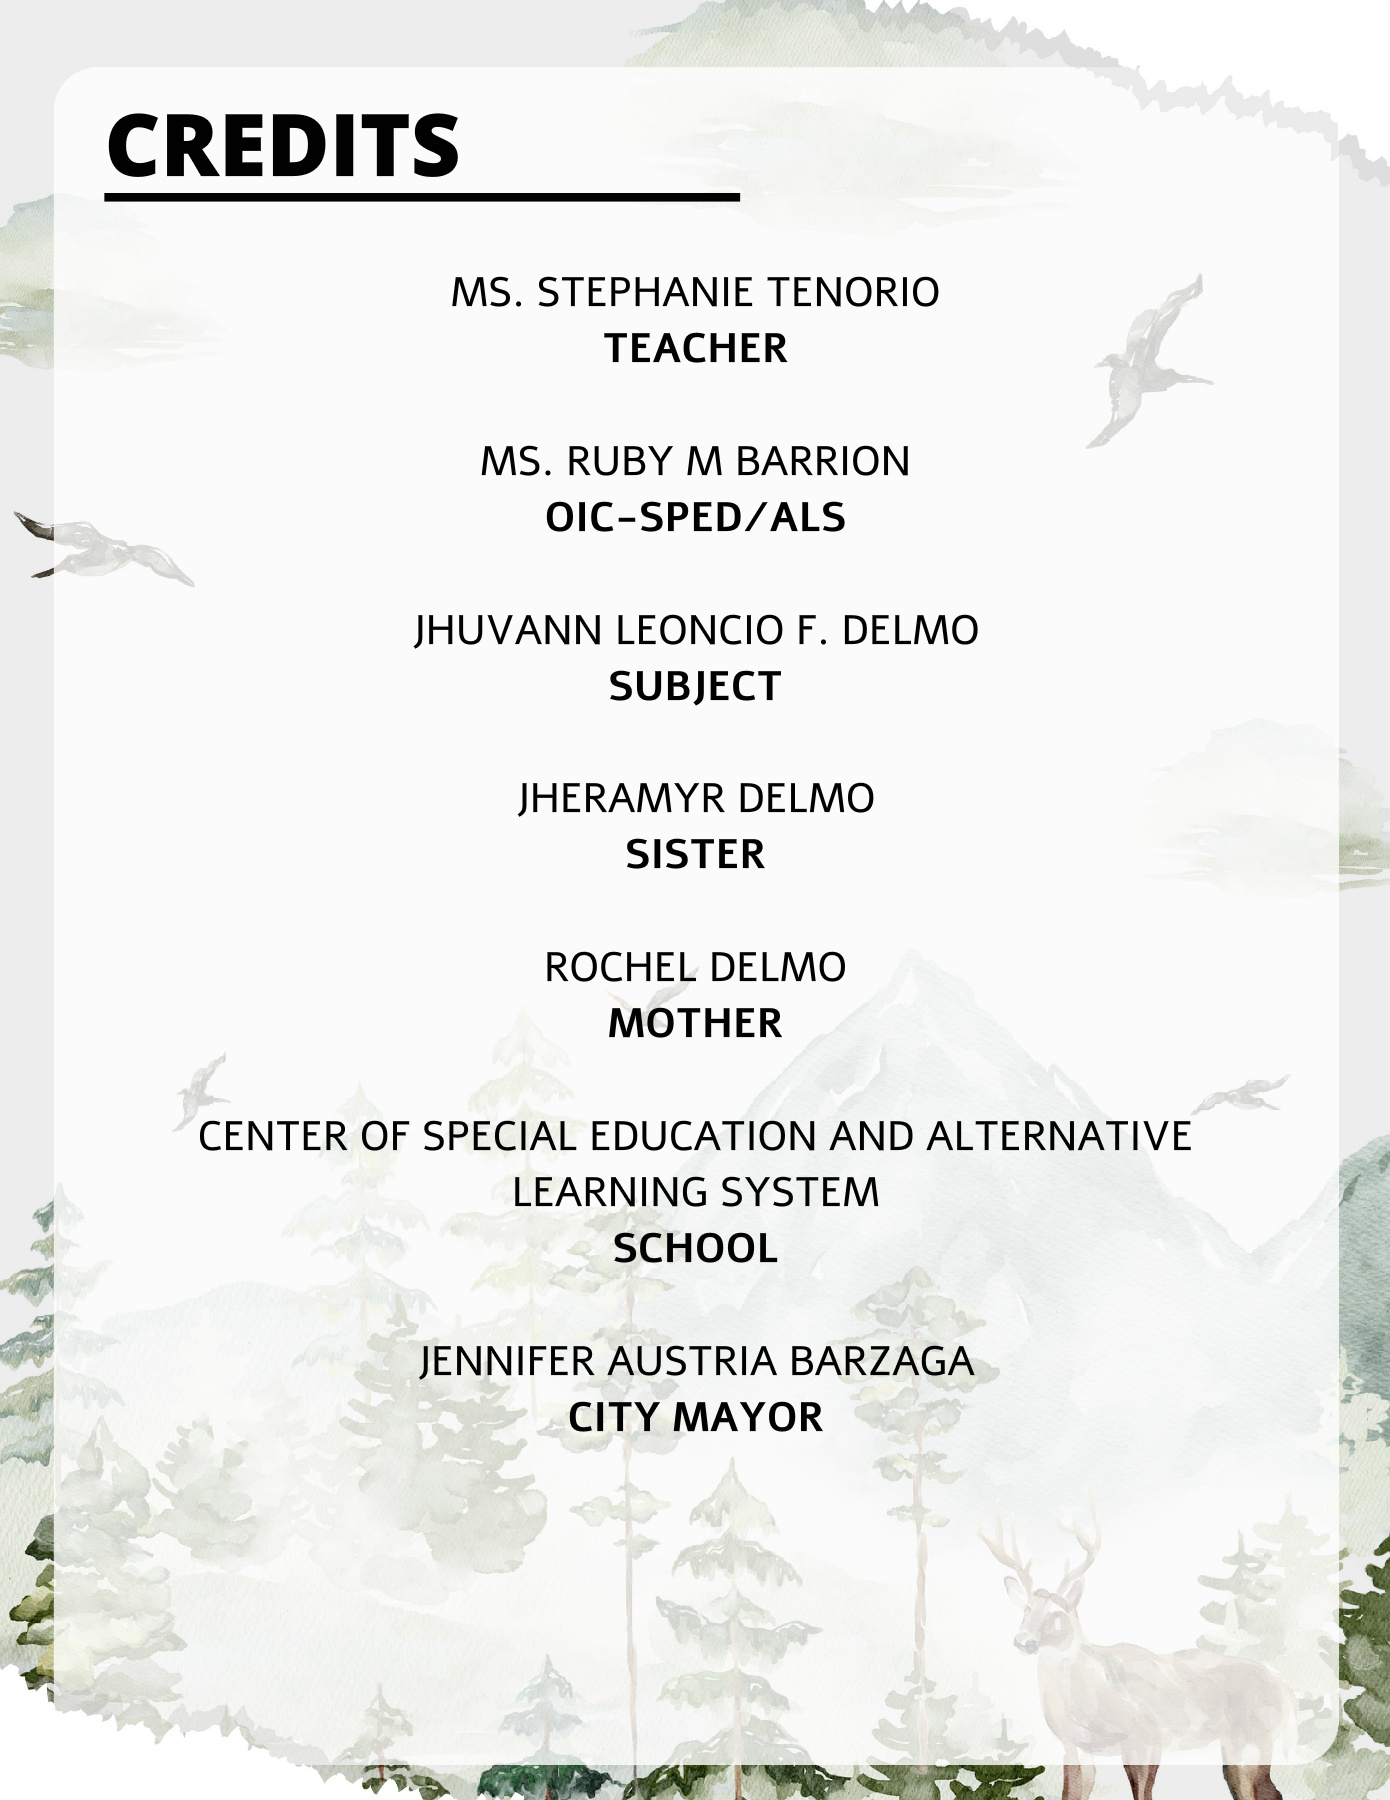 CREDITS
MS. STEPHANIE TENORIO
TEACHER
MS. RUBY M BARRION
OIC-SPED/ALS
JHUVANN LEONCIO F. DELMO
SUBJECT
JHERAMYR DELMO
SISTER
ROCHEL DELMO
MOTHER
CENTER OF SPECIAL EDUCATION AND ALTERNATIVE
LEARNING SYSTEM
SCHOOL
JENNIFER AUSTRIA BARZAGA
CITY MAYOR